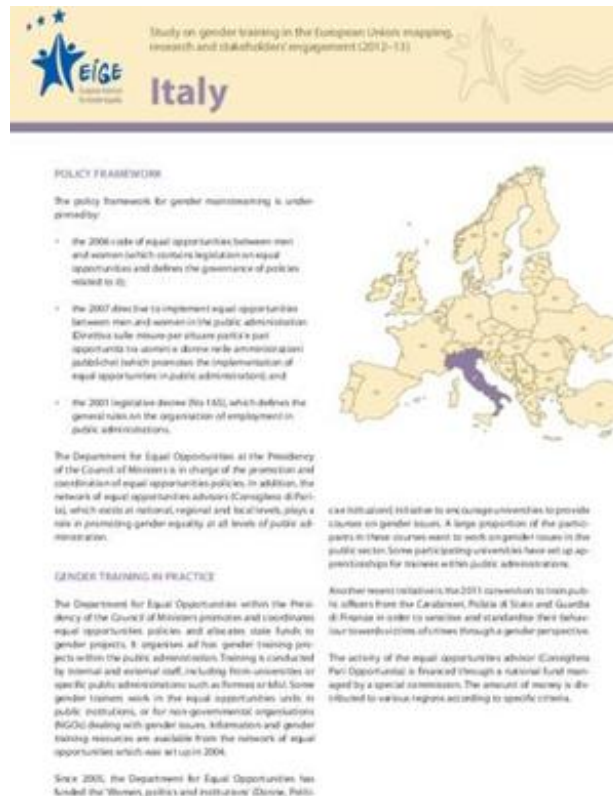 Study on gender training in the European Union: mapping,
research and stakeholders' engagement (2012–13)
EIGE
Italy
POLICY FRAMEWORK
The policy framework for gender mainstreaming is under-
pinned by:
• the 2006 code of equal opportunities between men
and women (which contains legislation on equal
opportunities and defines the governance of policies
related to it);
• the 2007 directive to implement equal opportunities
between men and women in the public administration
(Direttiva sulle misure per attuare parità e pari
opportunità tra uomini e donne nelle amministrazioni
pubbliche) (which promotes the implementation of
equal opportunities in public administration); and
• the 2001 legislative decree (No 165), which defines the
general rules on the organisation of employment in
public administrations.
The Department for Equal Opportunities at the Presidency
of the Council of Ministers is in charge of the promotion and
coordination of equal opportunities policies. In addition, the
network of equal opportunities advisors (Consigliera di Pari-
tà), which exists at national, regional and local levels, plays a
role in promoting gender equality at all levels of public ad-
ministration.
GENDER TRAINING IN PRACTICE
The Department for Equal Opportunities within the Presi-
dency of the Council of Ministers promotes and coordinates
equal opportunities policies and allocates state funds to
gender projects. It organises ad hoc gender training pro-
jects within the public administration. Training is conducted
by internal and external staff, including from universities or
specific public administrations such as Formez or Isfol. Some
gender trainers work in the equal opportunities units in
public institutions, or for non-governmental organisations
(NGOs) dealing with gender issues. Information and gender
training resources are available from the network of equal
opportunities which was set up in 2004.
Since 2005, the Department for Equal Opportunities has
funded the 'Women, politics and institutions' (Donne, Politi-
ca e Istituzioni) initiative to encourage universities to provide
courses on gender issues. A large proportion of the partici-
pants in these courses want to work on gender issues in the
public sector. Some participating universities have set up ap-
prenticeships for trainees within public administrations.
Another recent initiative is the 2011 convention to train pub-
lic officers from the Carabinieri, Polizia di Stato and Guardia
di Finanza in order to sensitise and standardise their behav-
iour towards victims of crimes through a gender perspective.
The activity of the equal opportunities advisor (Consigliera
Pari Opportunità) is financed through a national fund man-
aged by a special commission. The amount of money is dis-
tributed to various regions according to specific criteria.